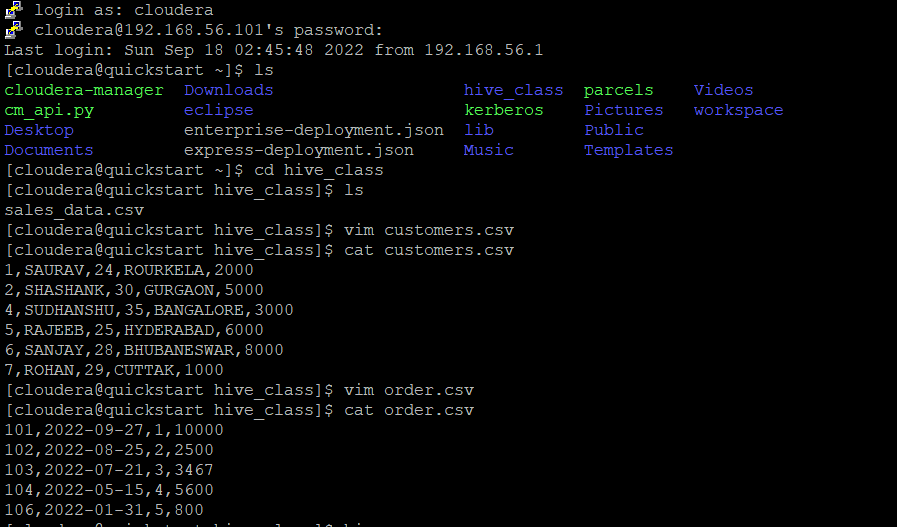 login as: cloudera
cloudera@192.168.56.101's password:
Last login: Sun Sep 18 02:45:48 2022 from 192.168.56.1
[cloudera@quickstart ~]$ ls
cloudera-manager  Downloads                   hive_class  parcels    Videos
cm_api.py         eclipse                     kerberos    Pictures   workspace
Desktop           enterprise-deployment.json  lib         Public
Documents         express-deployment.json     Music       Templates
[cloudera@quickstart ~]$ cd hive_class
[cloudera@quickstart hive_class]$ ls
sales_data.csv
[cloudera@quickstart hive_class]$ vim customers.csv
[cloudera@quickstart hive_class]$ cat customers.csv
1,SAURAV,24,ROURKELA,2000
2,SHASHANK,30,GURGAON,5000
4,SUDHANSHU,35,BANGALORE,3000
5,RAJEEB,25,HYDERABAD,6000
6,SANJAY,28,BHUBANESWAR,8000
7,ROHAN,29,CUTTAK,1000
[cloudera@quickstart hive_class]$ vim order.csv
[cloudera@quickstart hive_class]$ cat order.csv
101,2022-09-27,1,10000
102,2022-08-25,2,2500
103,2022-07-21,3,3467
104,2022-05-15,4,5600
106,2022-01-31,5,800